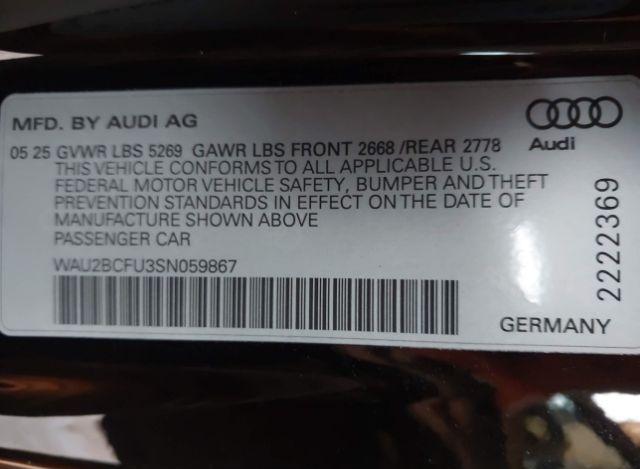 MFD. BY AUDI AG
Audi
05 25 GVWR LBS 5269 GAWR LBS FRONT 2668 /REAR 2778
THIS VEHICLE CONFORMS TO ALL APPLICABLE U.S.
FEDERAL MOTOR VEHICLE SAFETY, BUMPER AND THEFT
PREVENTION STANDARDS IN EFFECT ON THE DATE OF
MANUFACTURE SHOWN ABOVE
PASSENGER CAR
WAU2BCFU3SN059867
2222369
GERMANY